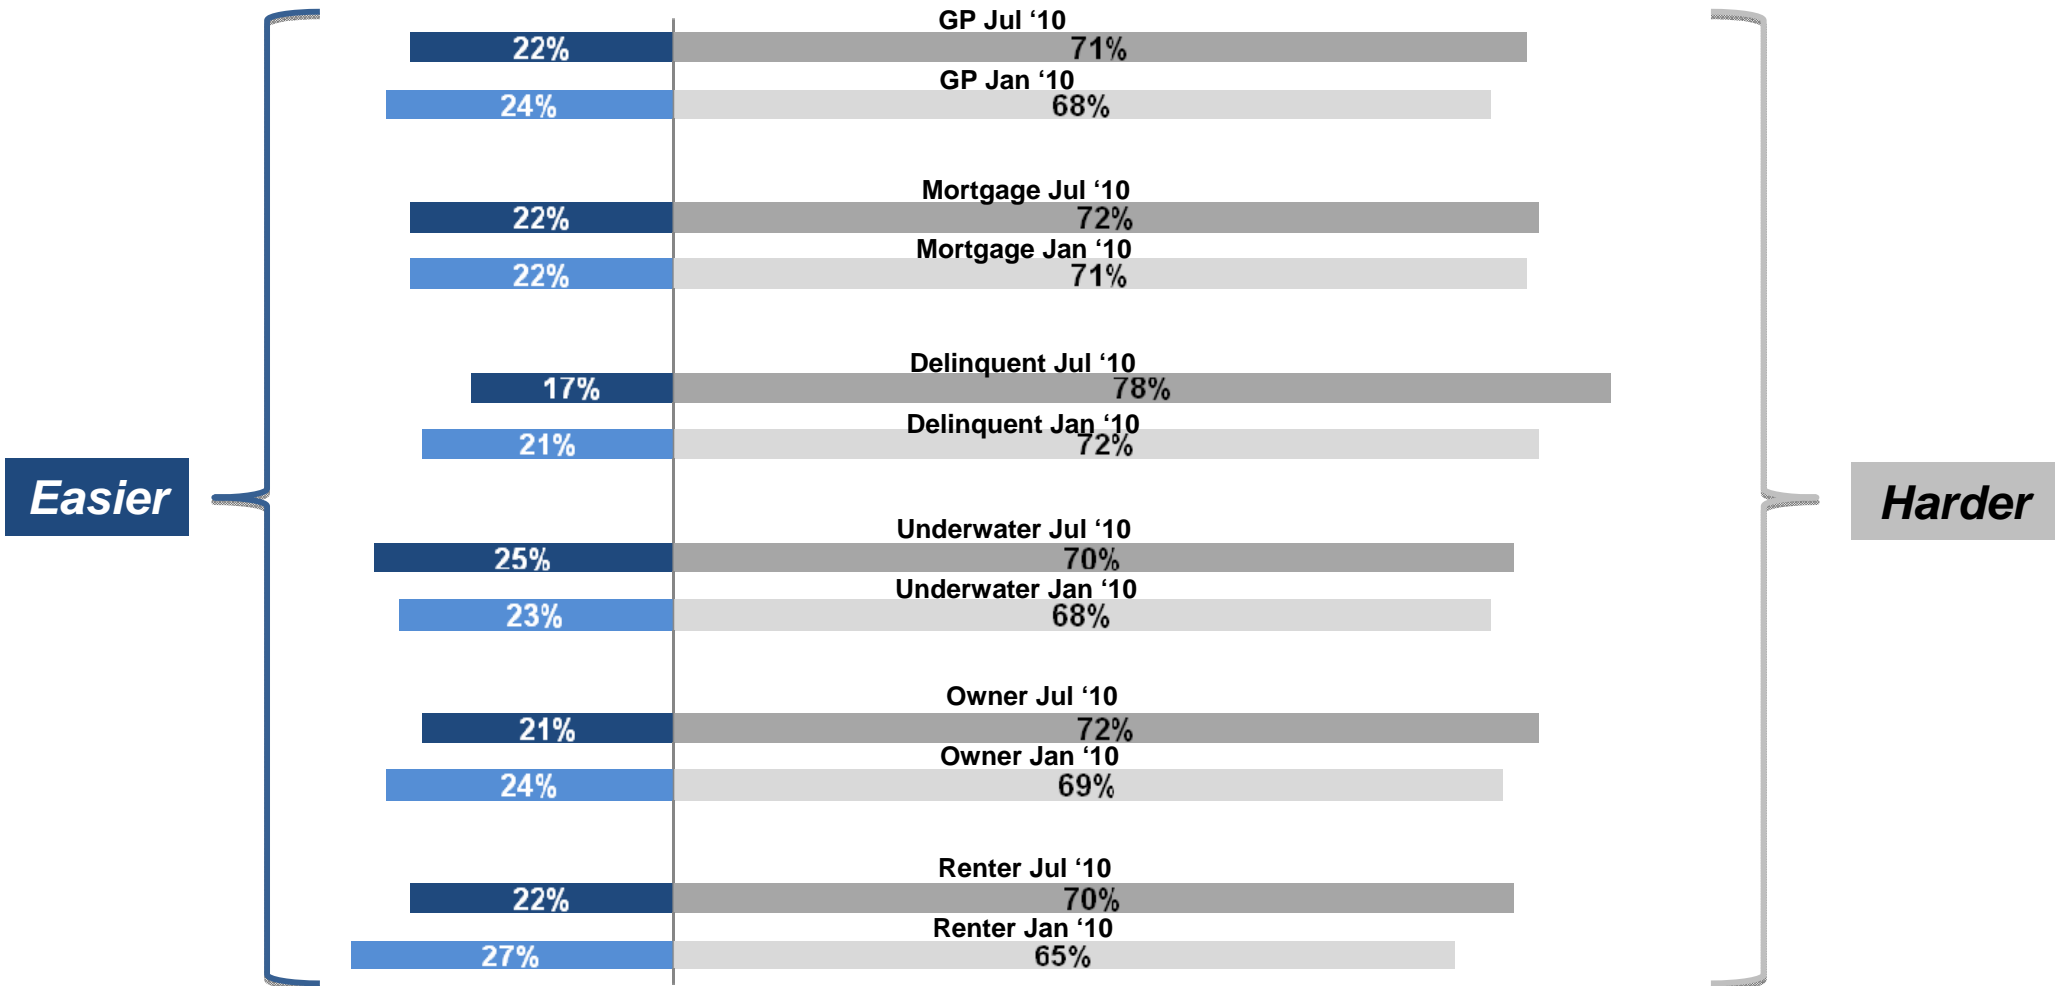 GP Jul ‘10
22% 71%
GP Jan ‘10
24% 68%
Mortgage Jul ‘10
22% 72%
Mortgage Jan ‘10
22% 71%
Delinquent Jul ‘10
17% 78%
Delinquent Jan ‘10
21% 72%
Easier
Harder
Underwater Jul ‘10
25% 70%
Underwater Jan ‘10
23% 68%
Owner Jul ‘10
21% 72%
Owner Jan ‘10
24% 69%
Renter Jul ‘10
22% 70%
Renter Jan ‘10
27% 65%